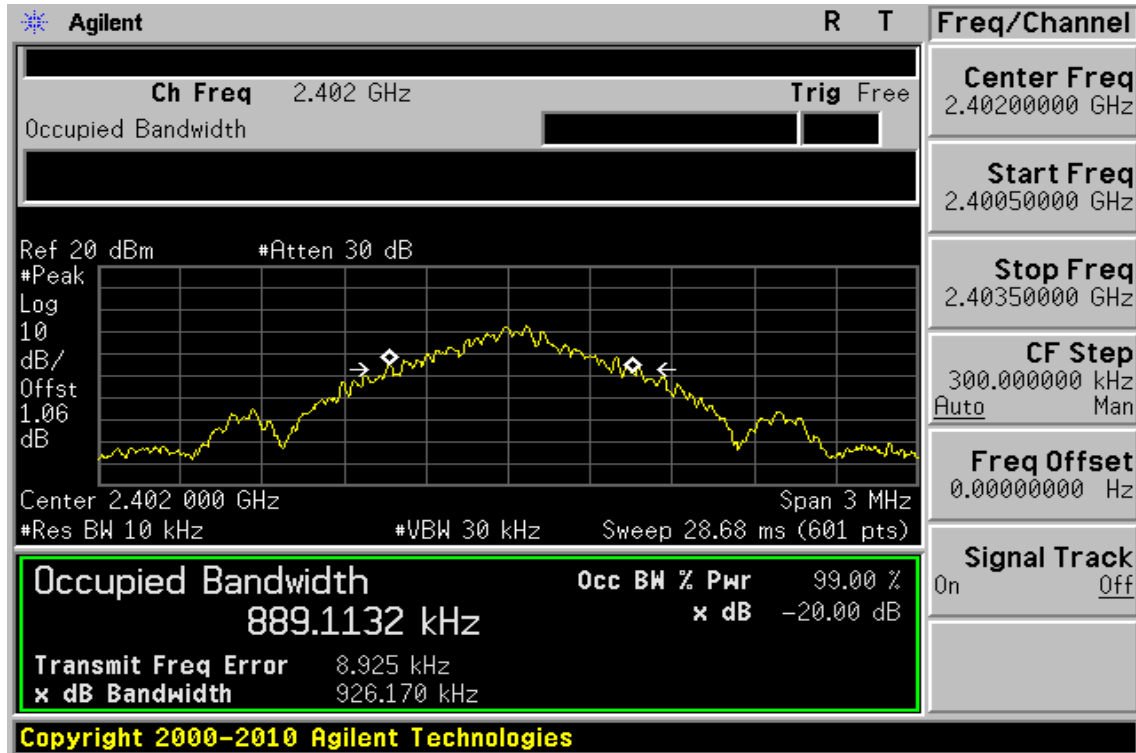 Agilent R T
Freq/Channel
Ch Freq 2.402 GHz Trig Free
Occupied Bandwidth
Center Freq
2.40200000 GHz
Start Freq
2.40050000 GHz
Stop Freq
2.40350000 GHz
CF Step
300.000000 kHz
Auto Man
Freq Offset
0.00000000 Hz
Signal Track
On Off
Ref 20 dBm #Atten 30 dB
#Peak
Log
10
dB/
Offst
1.06
dB
Center 2.402 000 GHz Span 3 MHz
#Res BW 10 kHz #VBW 30 kHz Sweep 28.68 ms (601 pts)
Occupied Bandwidth
889.1132 kHz
Occ BW % Pwr 99.00 %
x dB -20.00 dB
Transmit Freq Error 8.925 kHz
x dB Bandwidth 926.170 kHz
Copyright 2000-2010 Agilent Technologies